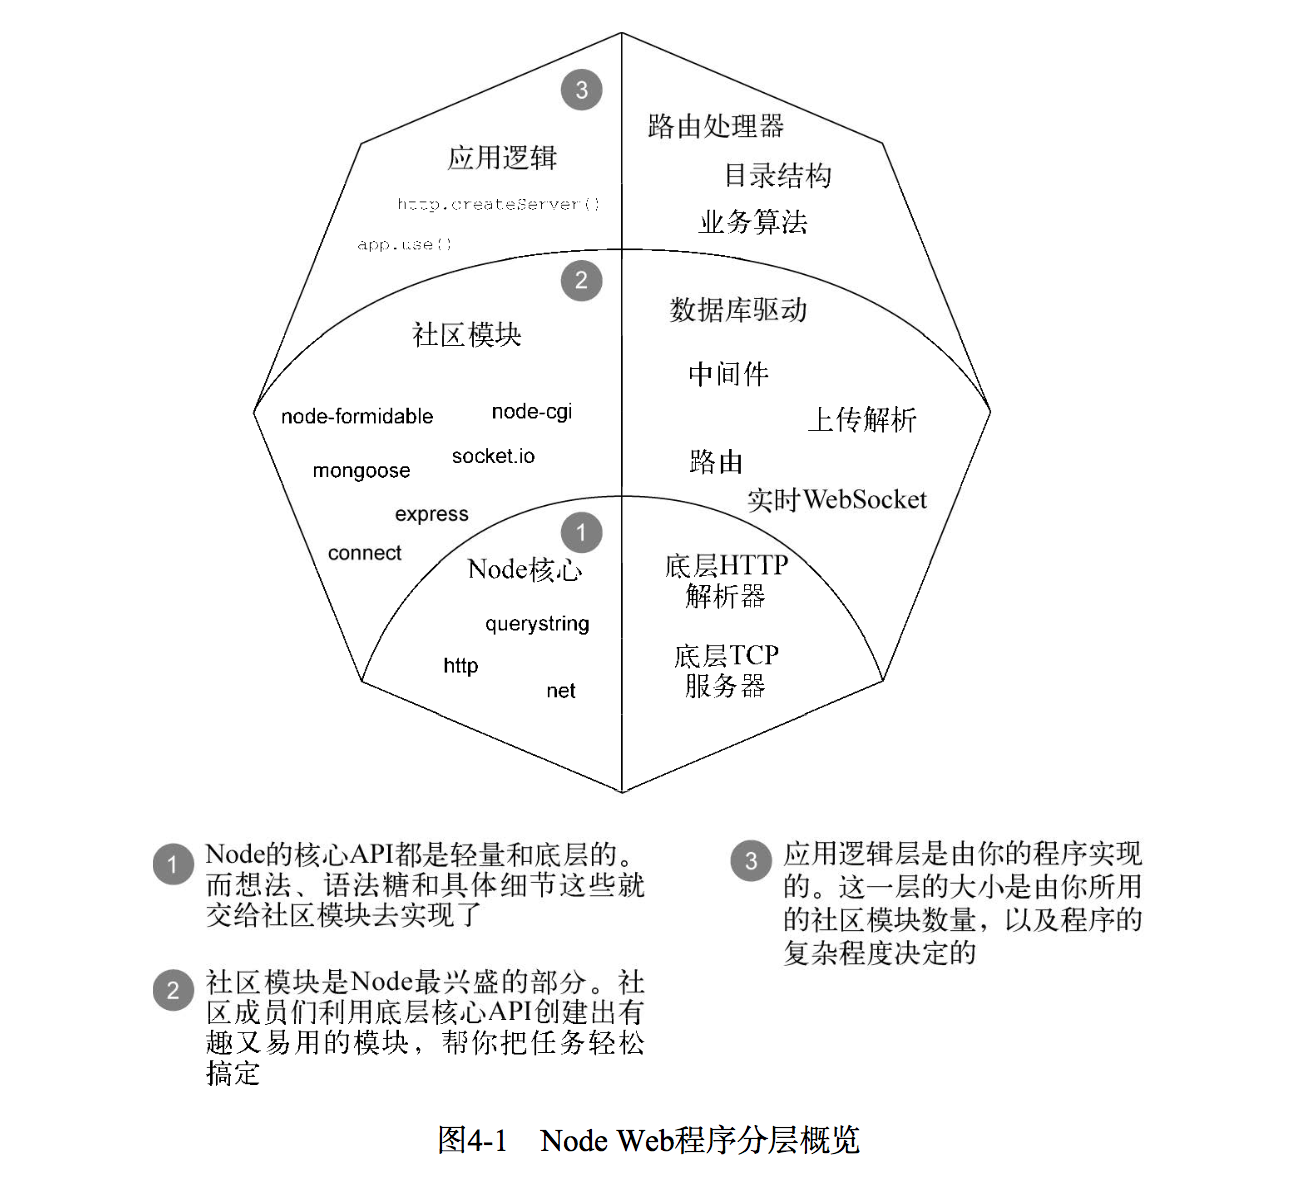 3
应用逻辑
http.createServer()
app.use()
路由处理器
目录结构
业务算法
2
社区模块
node-formidable
node-cgi
mongoose
socket.io
express
connect
数据库驱动
中间件
上传解析
路由
实时WebSocket
1
Node核心
querystring
http
net
底层HTTP
解析器
底层TCP
服务器
1
Node的核心API都是轻量和底层的。
而想法、语法糖和具体细节这些就
交给社区模块去实现了
2
社区模块是Node最兴盛的部分。社
区成员们利用底层核心API创建出有
趣又易用的模块，帮你把任务轻松
搞定
3
应用逻辑层是由你的程序实现
的。这一层的大小是由你所用
的社区模块数量，以及程序的
复杂程度决定的
图4-1 Node Web程序分层概览